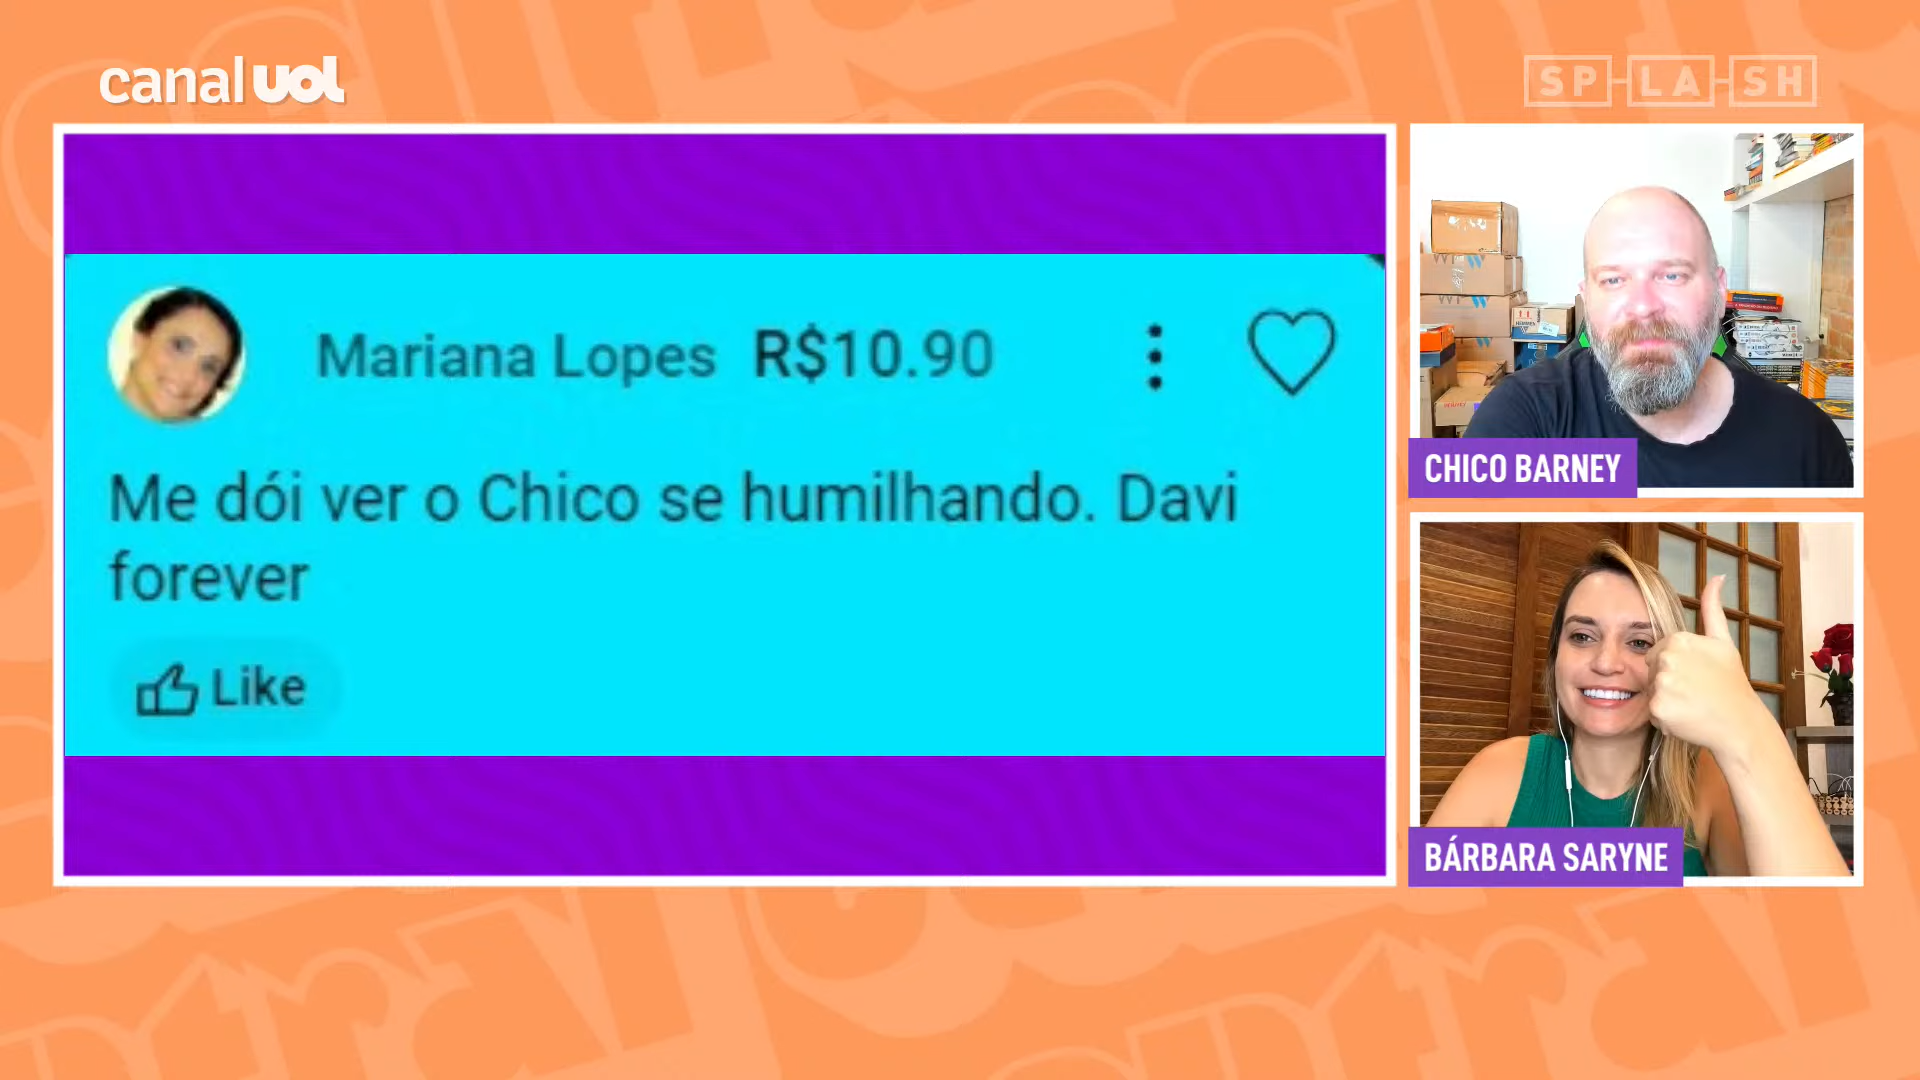 canal uol
SPLASH
Mariana Lopes R$10.90
Me dói ver o Chico se humilhando. Davi
forever
Like
CHICO BARNEY
BÁRBARA SARYNE